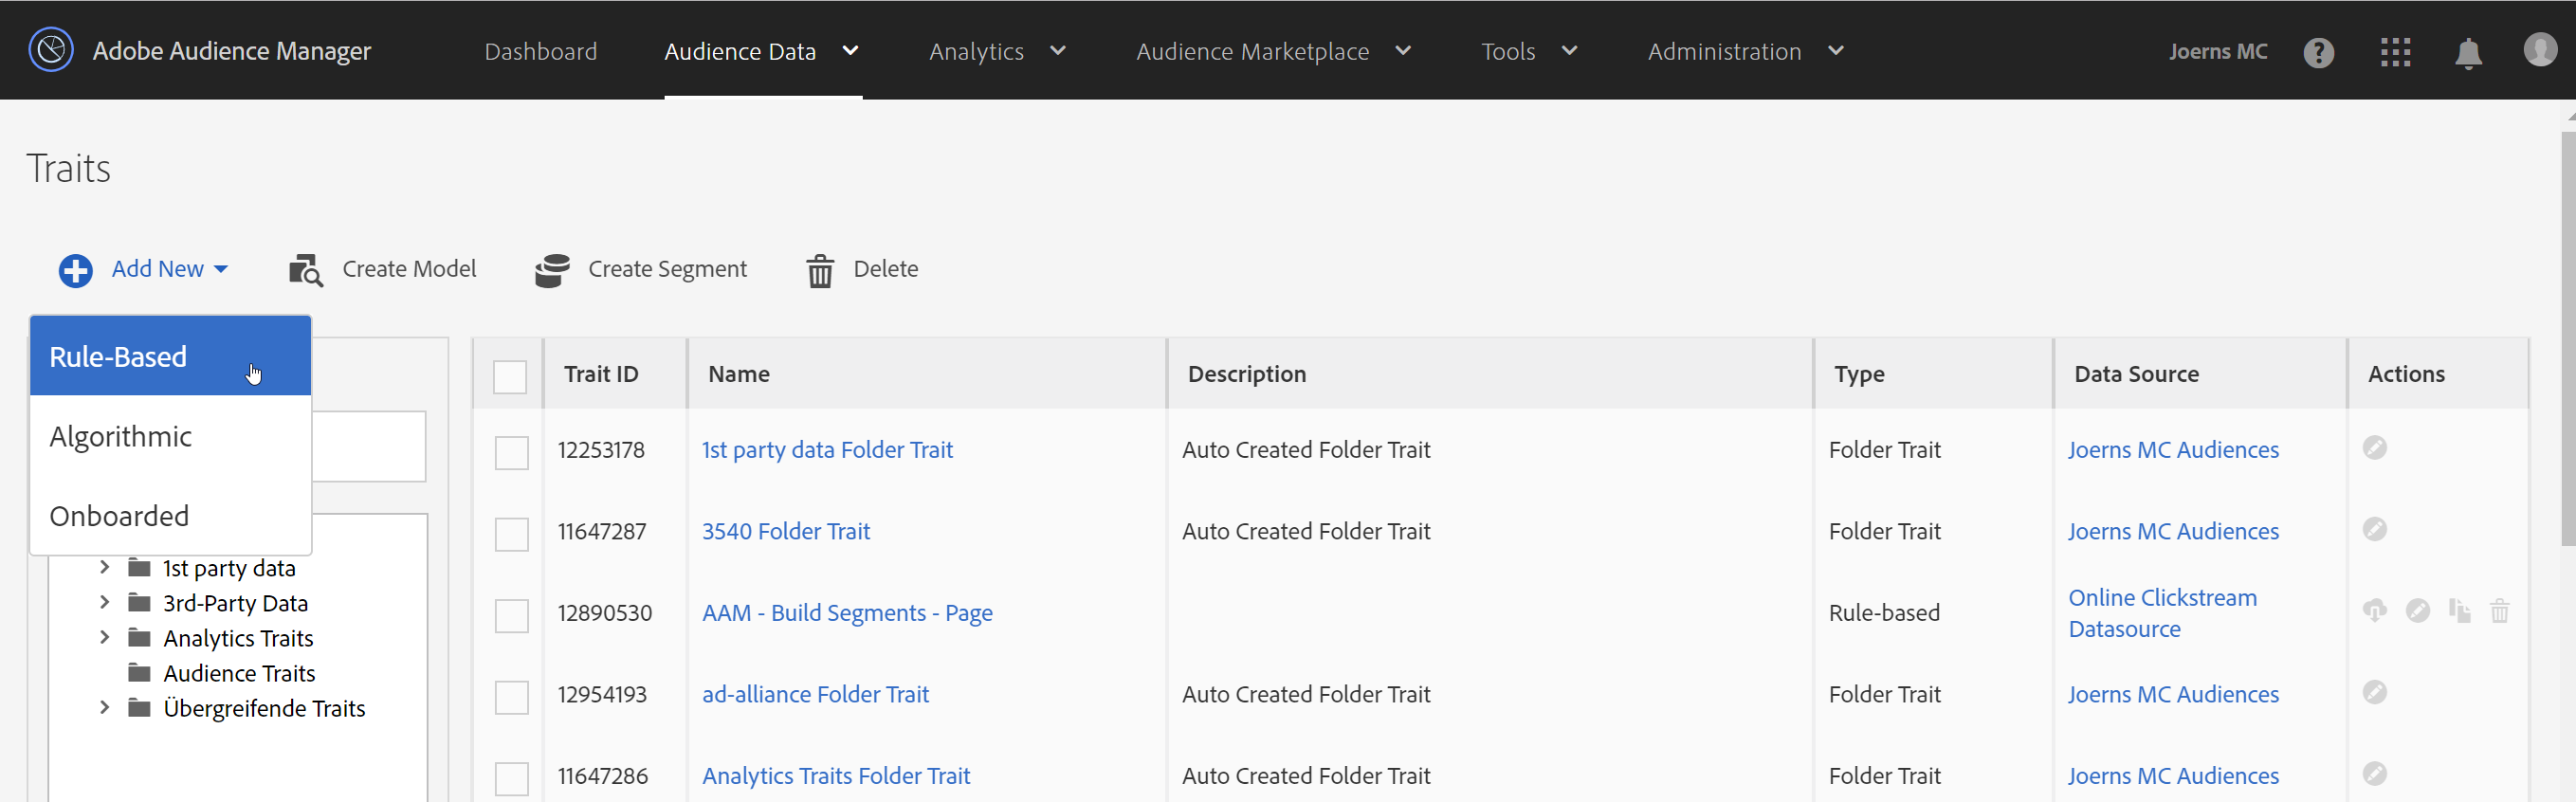 Adobe Audience Manager Dashboard Audience Data Analytics Audience Marketplace Tools Administration Joerns MC
Traits
Add New Create Model Create Segment Delete
Rule-Based
Algorithmic
Onboarded
1st party data
3rd-Party Data
Analytics Traits
Audience Traits
Übergreifende Traits
Trait ID Name Description Type Data Source Actions
12253178 1st party data Folder Trait Auto Created Folder Trait Folder Trait Joerns MC Audiences
11647287 3540 Folder Trait Auto Created Folder Trait Folder Trait Joerns MC Audiences
12890530 AAM - Build Segments - Page Rule-based Online Clickstream
Datasource
12954193 ad-alliance Folder Trait Auto Created Folder Trait Folder Trait Joerns MC Audiences
11647286 Analytics Traits Folder Trait Auto Created Folder Trait Folder Trait Joerns MC Audiences